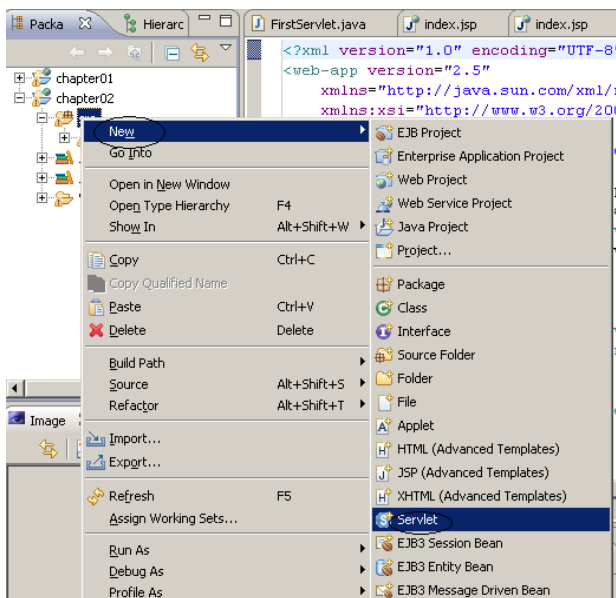 Packa
Hierarc
FirstServlet.java
index.jsp
index.jsp
<?xml version="1.0" encoding="UTF-8"
<web-app version="2.5"
xmlns="http://java.sun.com/xml/
xmlns:xsi="http://www.w3.org/200
chapter01
chapter02
New
Go Into
Open in New Window
Open Type Hierarchy F4
Show In Alt+Shift+W
Copy Ctrl+C
Copy Qualified Name
Paste Ctrl+V
Delete Delete
Build Path
Source Alt+Shift+S
Refactor Alt+Shift+T
Import...
Export...
Refresh F5
Assign Working Sets...
Run As
Debug As
Profile As
EJB Project
Enterprise Application Project
Web Project
Web Service Project
Java Project
Project...
Package
Class
Interface
Source Folder
Folder
File
Applet
HTML (Advanced Templates)
JSP (Advanced Templates)
XHTML (Advanced Templates)
Servlet
EJB3 Session Bean
EJB3 Entity Bean
EJB3 Message Driven Bean
Image